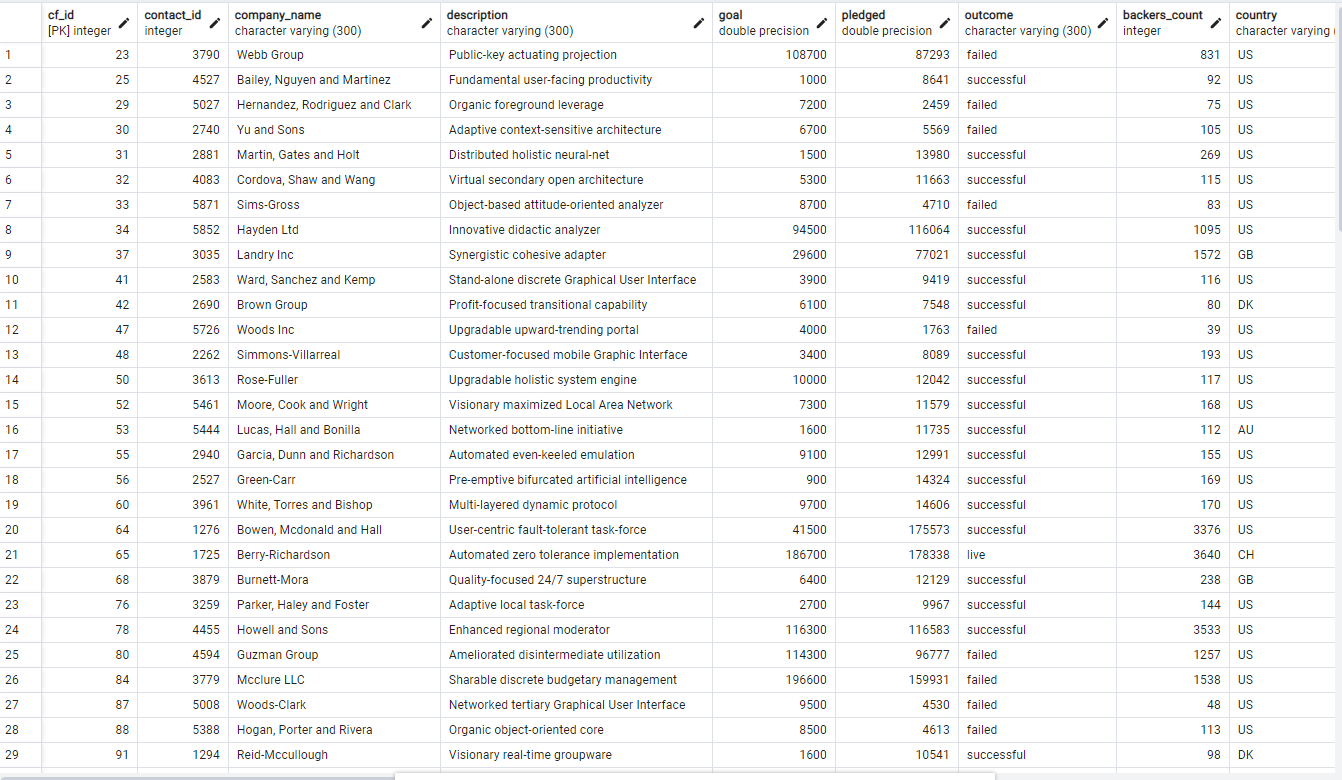 cf_id contact_id company_name description goal pledged outcome backers_count country
[PK] integer integer character varying (300) character varying (300) double precision double precision character varying (300) integer character varying (
1 23 3790 Webb Group Public-key actuating projection 108700 87293 failed 831 US
2 25 4527 Bailey, Nguyen and Martinez Fundamental user-facing productivity 1000 8641 successful 92 US
3 29 5027 Hernandez, Rodriguez and Clark Organic foreground leverage 7200 2459 failed 75 US
4 30 2740 Yu and Sons Adaptive context-sensitive architecture 6700 5569 failed 105 US
5 31 2881 Martin, Gates and Holt Distributed holistic neural-net 1500 13980 successful 269 US
6 32 4083 Cordova, Shaw and Wang Virtual secondary open architecture 5300 11663 successful 115 US
7 33 5871 Sims-Gross Object-based attitude-oriented analyzer 8700 4710 failed 83 US
8 34 5852 Hayden Ltd Innovative didactic analyzer 94500 116064 successful 1095 US
9 37 3035 Landry Inc Synergistic cohesive adapter 29600 77021 successful 1572 GB
10 41 2583 Ward, Sanchez and Kemp Stand-alone discrete Graphical User Interface 3900 9419 successful 116 US
11 42 2690 Brown Group Profit-focused transitional capability 6100 7548 successful 80 DK
12 47 5726 Woods Inc Upgradable upward-trending portal 4000 1763 failed 39 US
13 48 2262 Simmons-Villarreal Customer-focused mobile Graphic Interface 3400 8089 successful 193 US
14 50 3613 Rose-Fuller Upgradable holistic system engine 10000 12042 successful 117 US
15 52 5461 Moore, Cook and Wright Visionary maximized Local Area Network 7300 11579 successful 168 US
16 53 5444 Lucas, Hall and Bonilla Networked bottom-line initiative 1600 11735 successful 112 AU
17 55 2940 Garcia, Dunn and Richardson Automated even-keeled emulation 9100 12991 successful 155 US
18 56 2527 Green-Carr Pre-emptive bifurcated artificial intelligence 900 14324 successful 169 US
19 60 3961 White, Torres and Bishop Multi-layered dynamic protocol 9700 14606 successful 170 US
20 64 1276 Bowen, Mcdonald and Hall User-centric fault-tolerant task-force 41500 175573 successful 3376 US
21 65 1725 Berry-Richardson Automated zero tolerance implementation 186700 178338 live 3640 CH
22 68 3879 Burnett-Mora Quality-focused 24/7 superstructure 6400 12129 successful 238 GB
23 76 3259 Parker, Haley and Foster Adaptive local task-force 2700 9967 successful 144 US
24 78 4455 Howell and Sons Enhanced regional moderator 116300 116583 successful 3533 US
25 80 4594 Guzman Group Ameliorated disintermediate utilization 114300 96777 failed 1257 US
26 84 3779 Mcclure LLC Sharable discrete budgetary management 196600 159931 failed 1538 US
27 87 5008 Woods-Clark Networked tertiary Graphical User Interface 9500 4530 failed 48 US
28 88 5388 Hogan, Porter and Rivera Organic object-oriented core 8500 4613 failed 113 US
29 91 1294 Reid-Mccullough Visionary real-time groupware 1600 10541 successful 98 DK